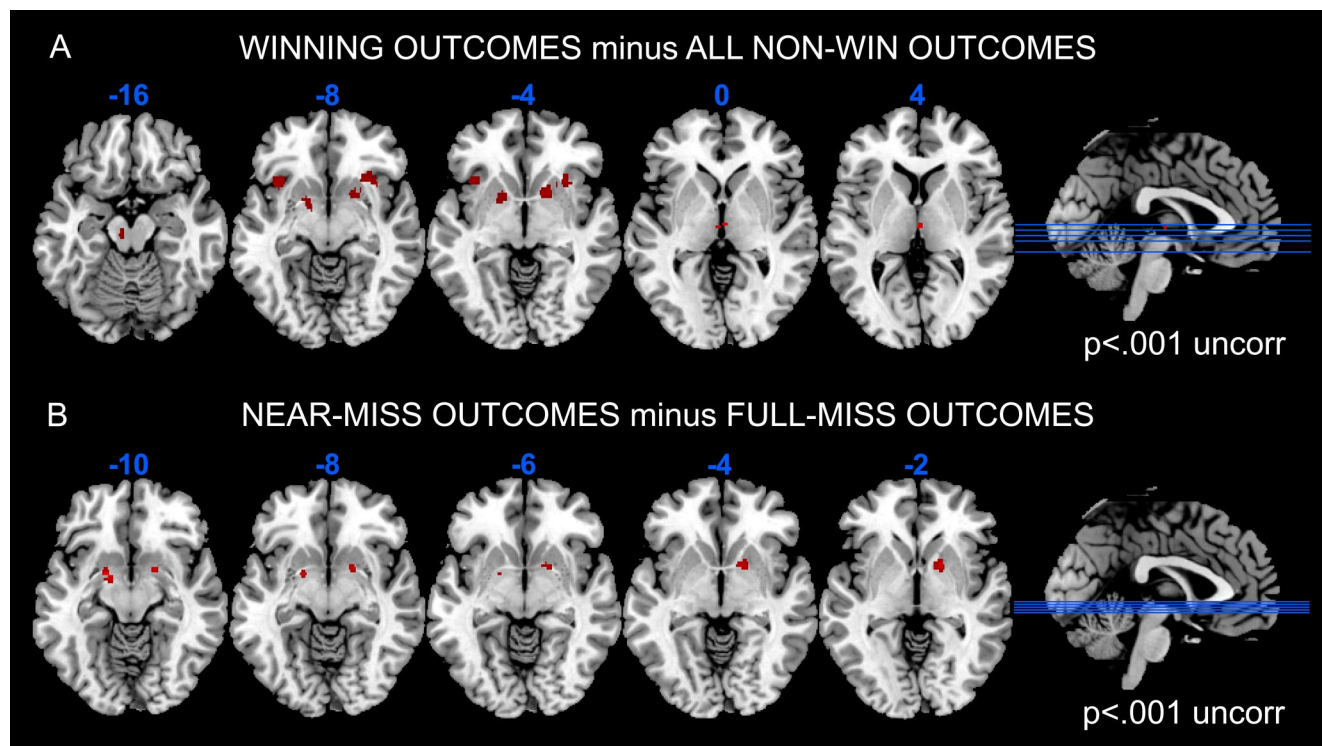 A WINNING OUTCOMES minus ALL NON-WIN OUTCOMES
-16 -8 -4 0 4
p<.001 uncorr
B NEAR-MISS OUTCOMES minus FULL-MISS OUTCOMES
-10 -8 -6 -4 -2
p<.001 uncorr